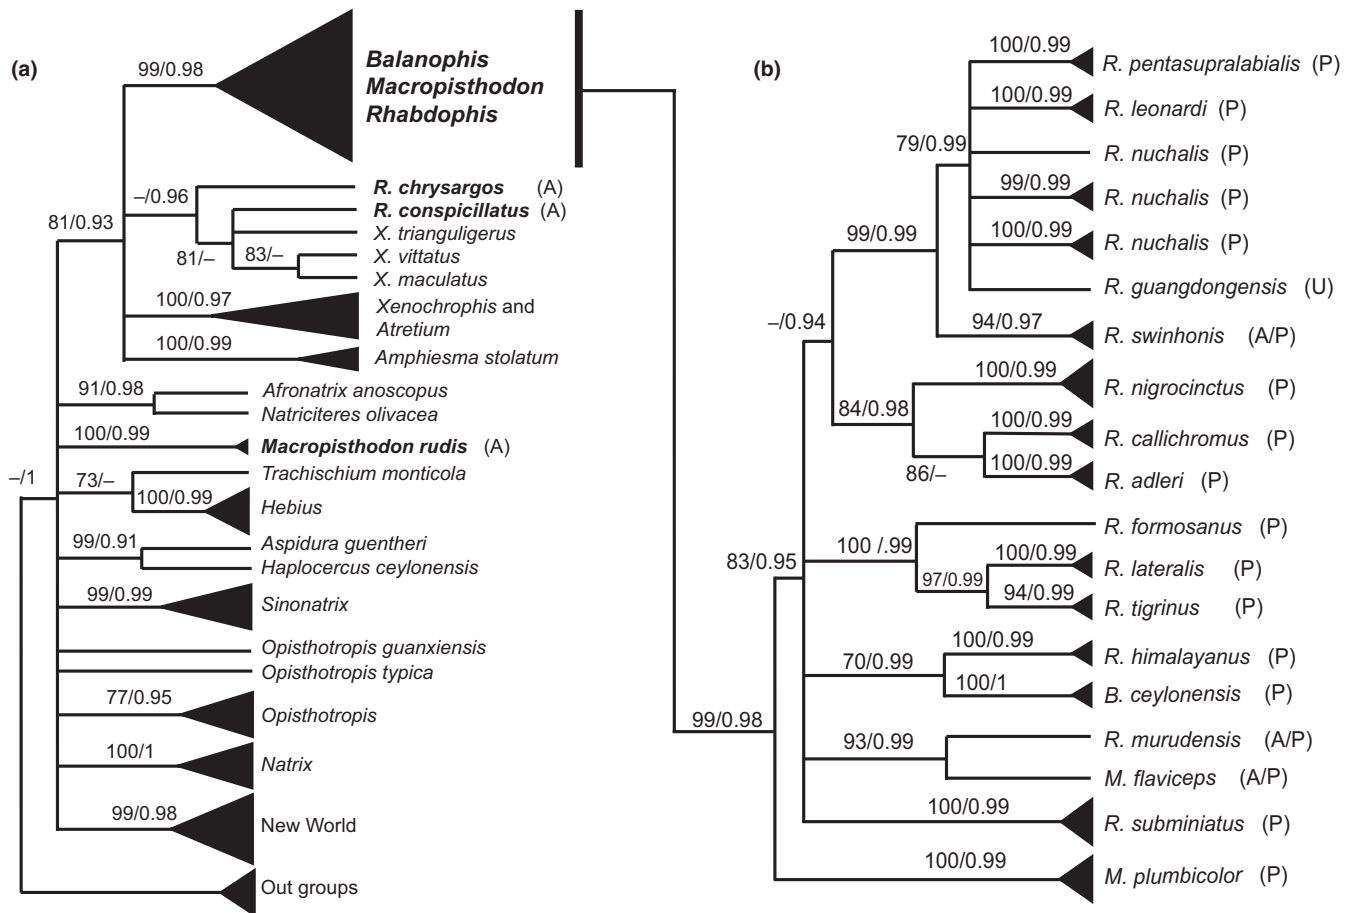 (a)
99/0.98
Balanophis
Macropisthodon
Rhabdophis
–/0.96
R. chrysargos (A)
R. conspicillatus (A)
81/0.93
X. trianguligerus
81/–
83/–
X. vittatus
X. maculatus
100/0.97
Xenochrophis and
Atretium
100/0.99
Amphiesma stolatum
91/0.98
Afronatrix anoscopus
Natriciteres olivacea
100/0.99
Macropisthodon rudis (A)
–/1
73/–
Trachischium monticola
100/0.99
Hebius
99/0.91
Aspidura guentheri
Haplocercus ceylonensis
99/0.99
Sinonatrix
Opisthotropis guanxiensis
Opisthotropis typica
77/0.95
Opisthotropis
100/1
Natrix
99/0.98
New World
Out groups
(b)
99/0.98
100/0.99
R. pentasupralabialis (P)
100/0.99
R. leonardi (P)
79/0.99
R. nuchalis (P)
99/0.99
R. nuchalis (P)
99/0.99
100/0.99
R. nuchalis (P)
R. guangdongensis (U)
–/0.94
94/0.97
R. swinhonis (A/P)
100/0.99
R. nigrocinctus (P)
84/0.98
100/0.99
R. callichromus (P)
86/–
100/0.99
R. adleri (P)
R. formosanus (P)
83/0.95
100 /.99
100/0.99
R. lateralis (P)
97/0.99
94/0.99
R. tigrinus (P)
100/0.99
R. himalayanus (P)
70/0.99
100/1
B. ceylonensis (P)
93/0.99
R. murudensis (A/P)
M. flaviceps (A/P)
100/0.99
R. subminiatus (P)
100/0.99
M. plumbicolor (P)